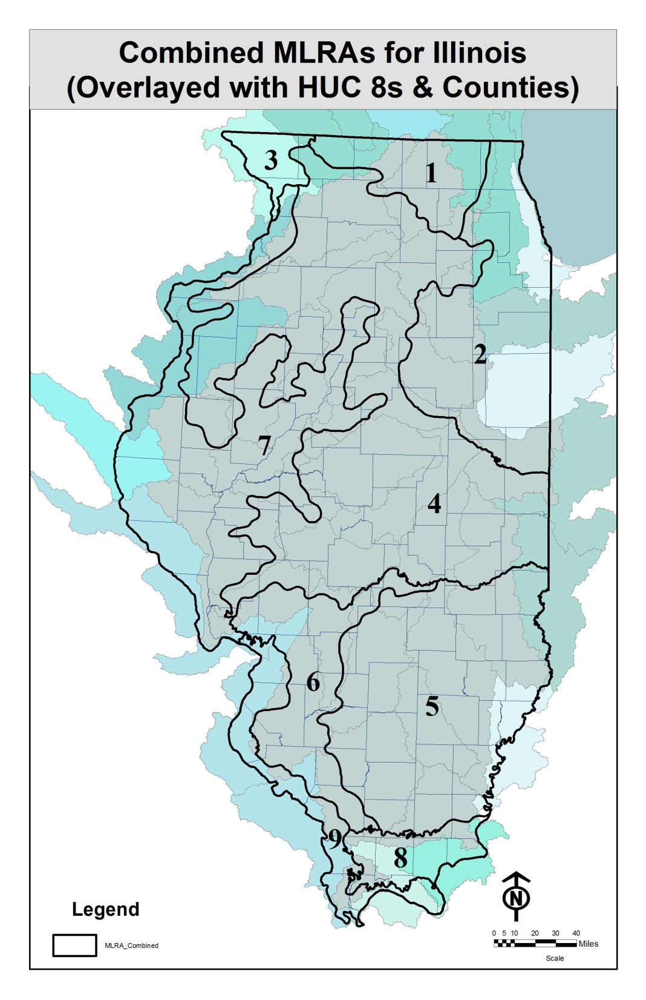 Combined MLRAs for Illinois
(Overlayed with HUC 8s & Counties)
3
1
2
7
4
6
5
9
8
N
Legend
MLRA_Combined
0 5 10 20 30 40
Miles
Scale